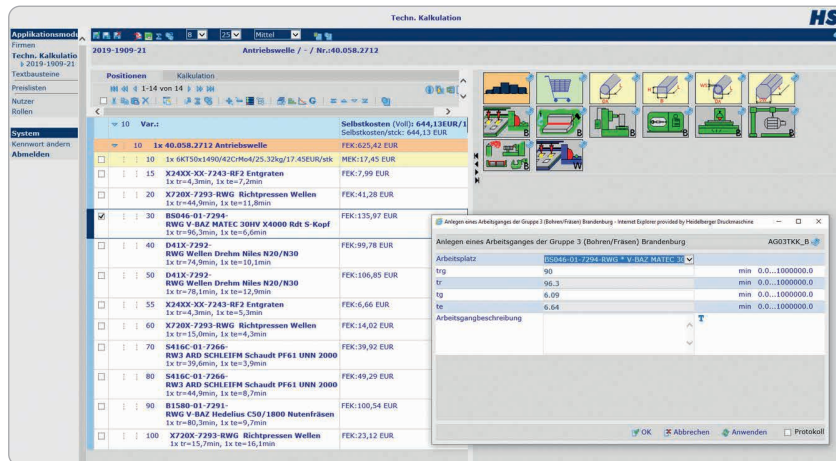 Techn. Kalkulation
HS
Applikationsmodu
Firmen
Techn. Kalkulatio
2019-1909-21
Textbausteine
Preislisten
Nutzer
Rollen
System
Kennwort ändern
Abmelden
8 25 Mittel
2019-1909-21 Antriebswelle / - / Nr.:40.058.2712
Positionen Kalkulation
1-14 von 14
10 Var.: Selbstkosten (Voll): 644,13EUR/1
Selbstkosten/stck: 644,13 EUR
10 1x 40.058.2712 Antriebswelle FEK:625,42 EUR
10 1x 6KT50x1490/42CrMo4/25.32kg/17.45EUR/stk MEK:17,45 EUR
15 X24XX-XX-7243-RF2 Entgraten FEK:7,99 EUR
1x tr=4,3min, 1x te=7,2min
20 X720X-7293-RWG Richtpressen Wellen FEK:41,28 EUR
1x tr=44,9min, 1x te=11,8min
30 BS046-01-7294- FEK:135,97 EUR
RWG V-BAZ MATEC 30HV X4000 Rdt S-Kopf
1x tr=96,3min, 1x te=6,6min
40 D41X-7292- FEK:99,78 EUR
RWG Wellen Drehm Niles N20/N30
1x tr=74,9min, 1x te=10,1min
50 D41X-7292- FEK:106,85 EUR
RWG Wellen Drehm Niles N20/N30
1x tr=78,1min, 1x te=12,9min
55 X24XX-XX-7243-RF2 Entgraten FEK:6,66 EUR
1x tr=4,3min, 1x te=5,3min
60 X720X-7293-RWG Richtpressen Wellen FEK:14,02 EUR
1x tr=15,0min, 1x te=4,3min
70 S416C-01-7266- FEK:39,92 EUR
RW3 ARD SCHLEIFM Schaudt PF61 UNN 2000
1x tr=39,6min, 1x te=3,9min
80 S416C-01-7266- FEK:49,29 EUR
RW3 ARD SCHLEIFM Schaudt PF61 UNN 2000
1x tr=44,9min, 1x te=8,7min
90 B1580-01-7291- FEK:100,54 EUR
RWG V-BAZ Hedelius C50/1800 Nutenfräsen
1x tr=80,3min, 1x te=9,7min
100 X720X-7293-RWG Richtpressen Wellen FEK:23,12 EUR
1x tr=15,7min, 1x te=16,1min
Anlegen eines Arbeitsganges der Gruppe 3 (Bohren/Fräsen) Brandenburg - Internet Explorer provided by Heidelberger Druckmaschine
Anlegen eines Arbeitsganges der Gruppe 3 (Bohren/Fräsen) Brandenburg AG03TKK_B
Arbeitsplatz BS046-01-7294-RWG * V-BAZ MATEC 30
trg 90 min 0.0...1000000.0
tr 96.3 min 0.0...1000000.0
tg 6.09 min 0.0...1000000.0
te 6.64 min 0.0...1000000.0
Arbeitsgangbeschreibung T
OK Abbrechen Anwenden Protokoll